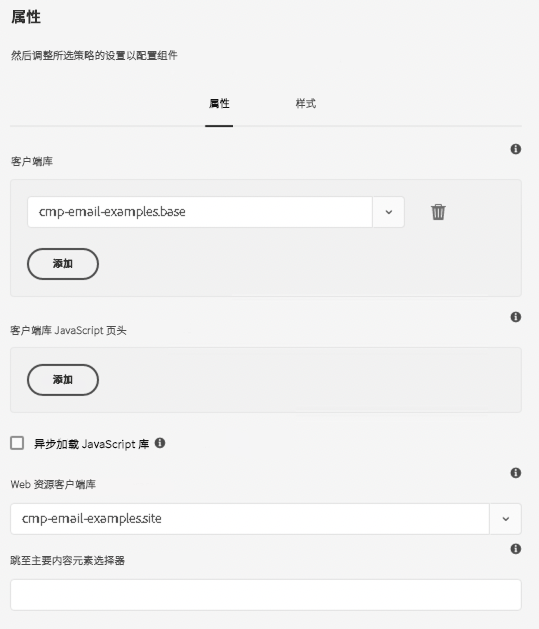 属性
然后调整所选策略的设置以配置组件
属性 样式
客户端库
cmp-email-examples.base
添加
客户端库 JavaScript 页头
添加
异步加载 JavaScript 库
Web 资源客户端库
cmp-email-examples.site
跳至主要内容元素选择器